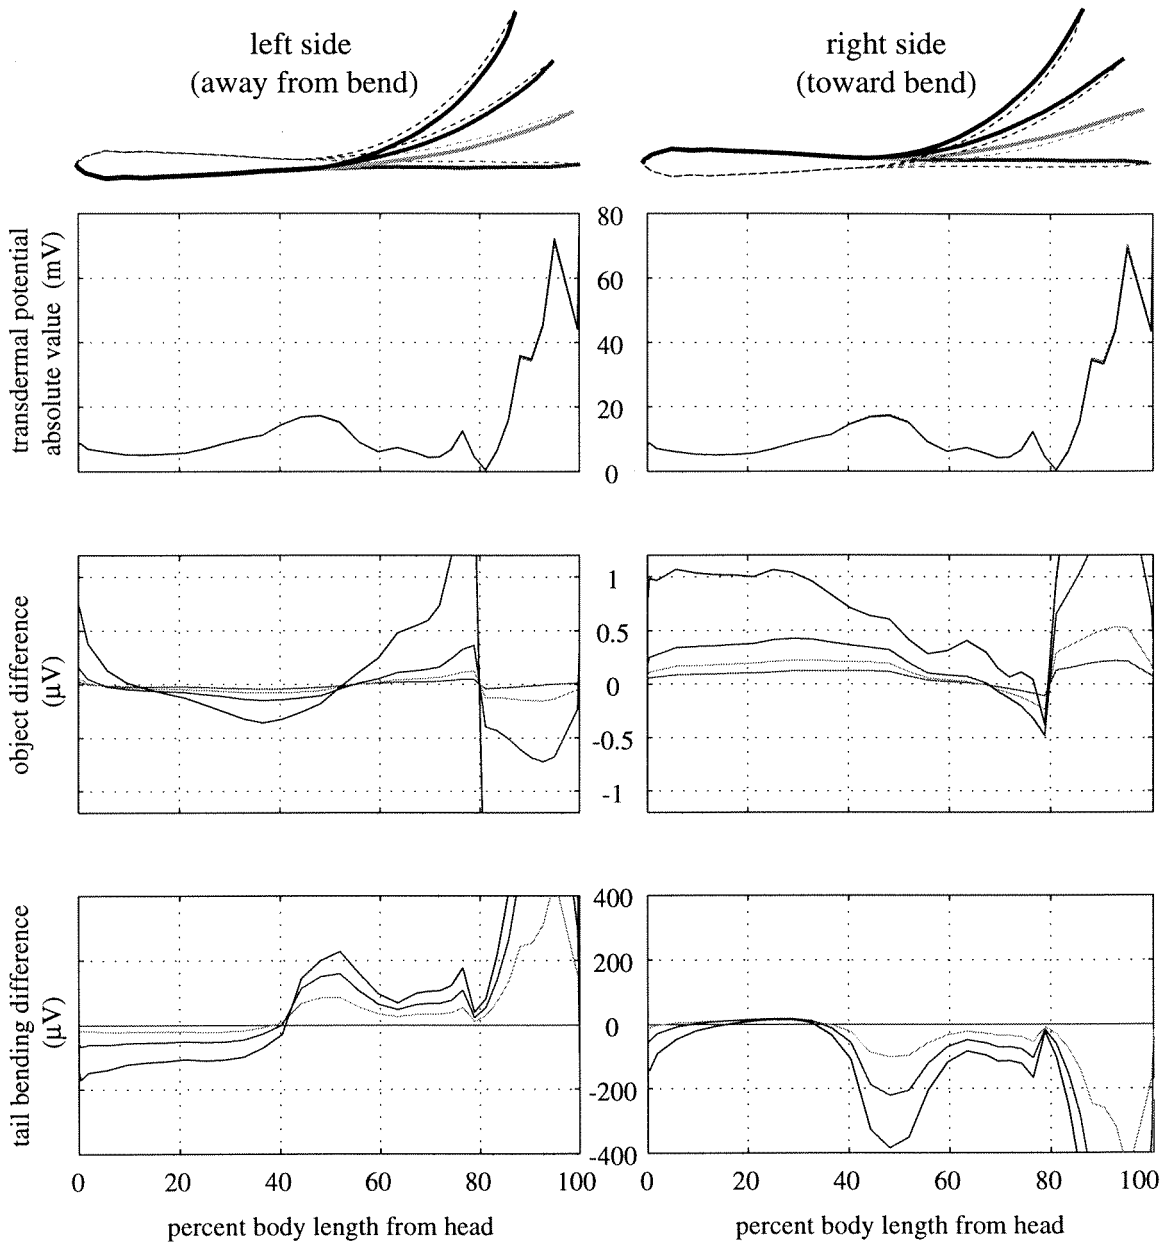 left side
(away from bend)
right side
(toward bend)
transdermal potential
absolute value (mV)
80
60
40
20
0
object difference
(µV)
1
0.5
0
-0.5
-1
tail bending difference
(µV)
400
200
0
-200
-400
0 20 40 60 80 100
0 20 40 60 80 100
percent body length from head
percent body length from head